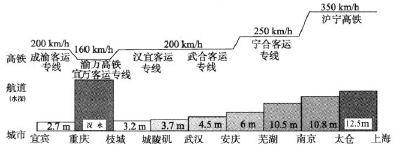 350 km/h
沪宁高铁
250 km/h
宁合客运
专线
高铁
200 km/h
160 km/h
200 km/h
成渝客运
专线
渝万高铁
宜万客运专线
汉宜客运
专线
武合客运
专线
航道
(水深)
2.7 m
深水
3.2 m
3.7 m
4.5 m
6 m
10.5 m
10.8 m
12.5m
城市
宜宾
重庆
枝城
城陵矶
武汉
安庆
芜湖
南京
太仓
上海